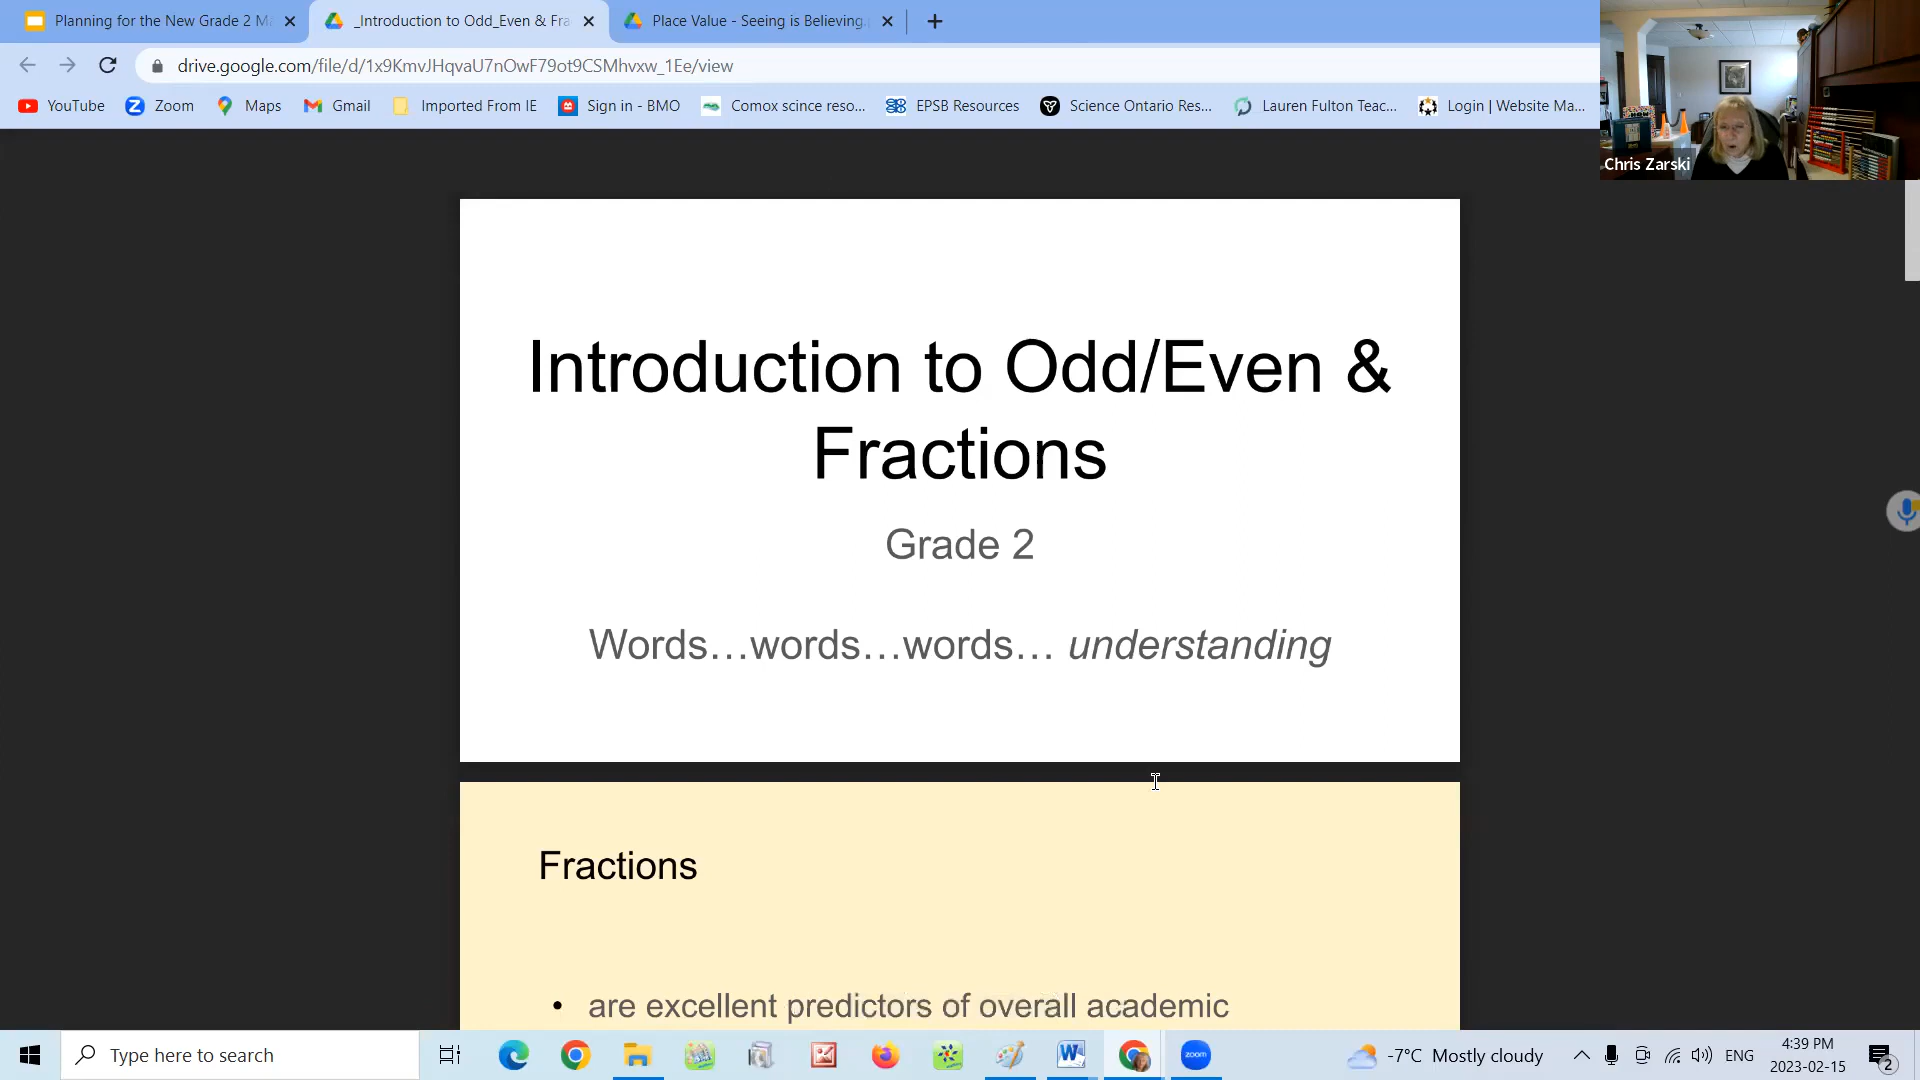 Planning for the New Grade 2 Ma
_Introduction to Odd_Even & Fra
Place Value - Seeing is Believing.
drive.google.com/file/d/1x9KmvJHqvaU7nOwF79ot9CSMhvxw_1Ee/view
YouTube
Zoom
Maps
Gmail
Imported From IE
Sign in - BMO
Comox scince reso...
EPSB Resources
Science Ontario Res...
Lauren Fulton Teac...
Login | Website Ma...
Chris Zarski
Introduction to Odd/Even &
Fractions
Grade 2
Words…words…words… understanding
Fractions
• are excellent predictors of overall academic
Type here to search
zoom
-7°C Mostly cloudy
ENG
4:39 PM
2023-02-15
2